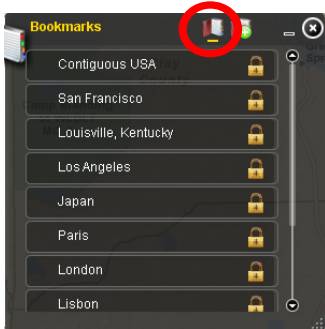 Bookmarks
Contiguous USA
San Francisco
Louisville, Kentucky
Los Angeles
Japan
Paris
London
Lisbon